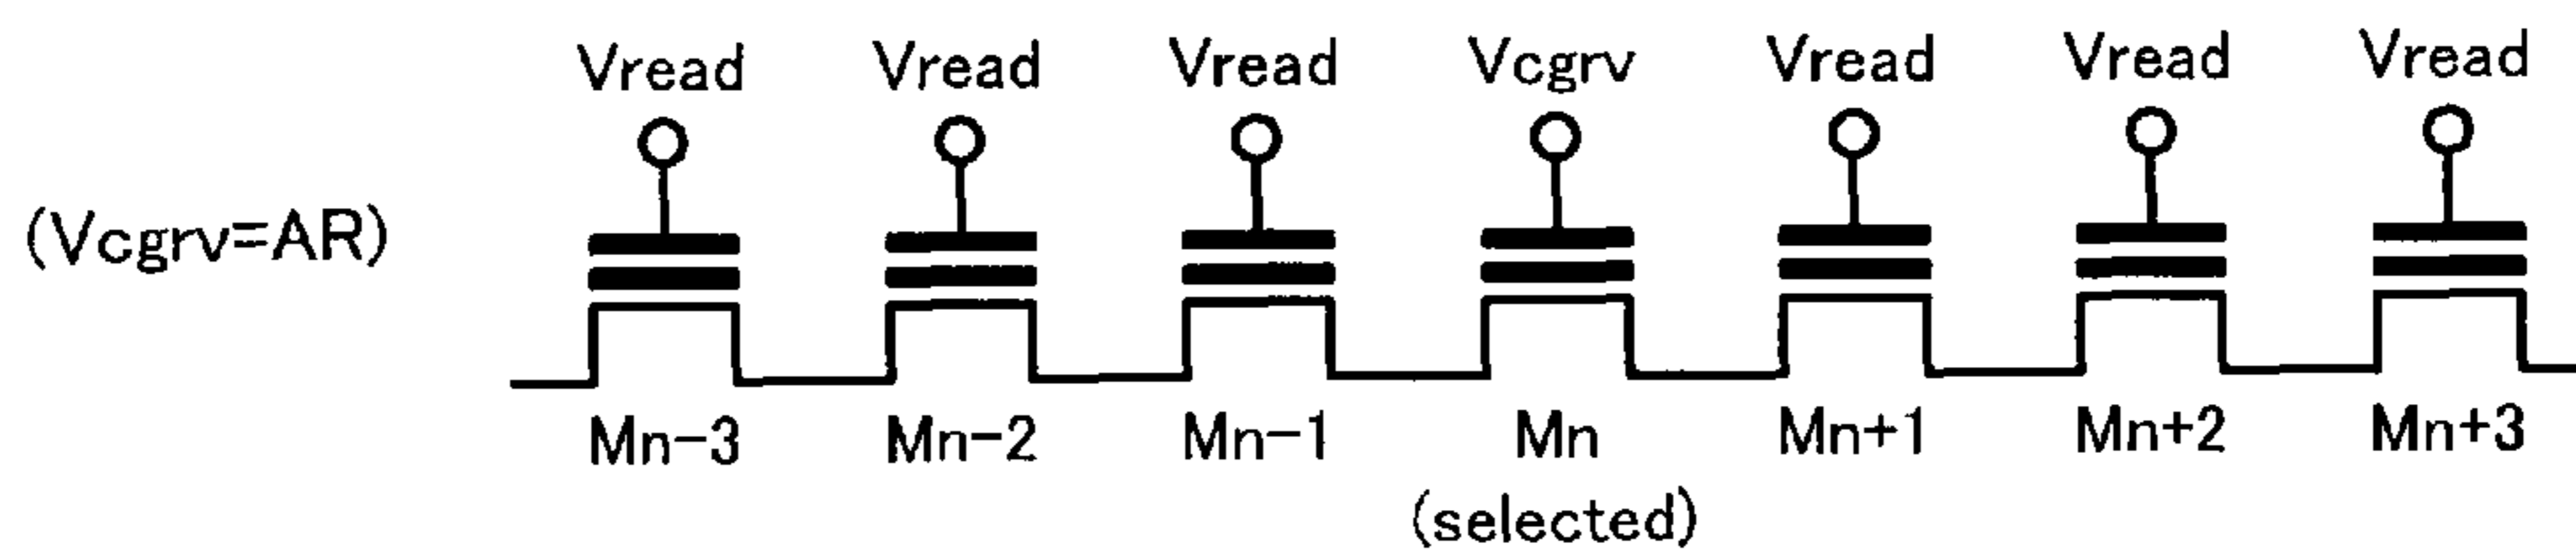 Vread Vread Vread Vcgrv Vread Vread Vread
(Vcgrv=AR)
Mn-3 Mn-2 Mn-1 Mn Mn+1 Mn+2 Mn+3
(selected)